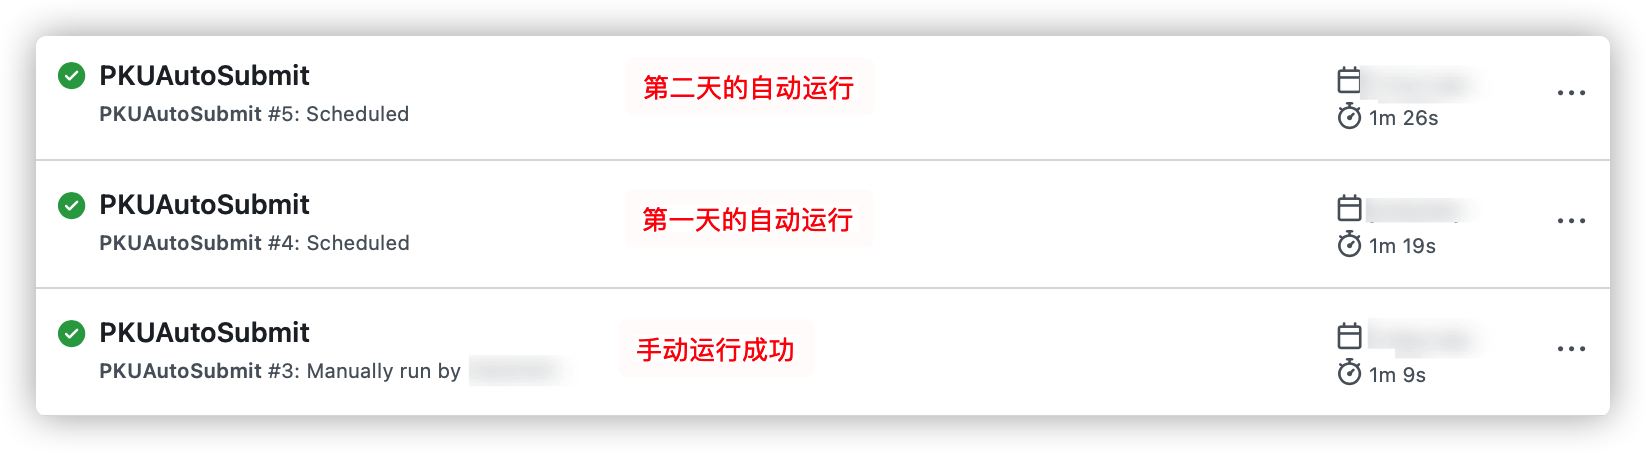 PKUAutoSubmit
第二天的自动运行
PKUAutoSubmit #5: Scheduled
1m 26s
PKUAutoSubmit
第一天的自动运行
PKUAutoSubmit #4: Scheduled
1m 19s
PKUAutoSubmit
手动运行成功
PKUAutoSubmit #3: Manually run by
1m 9s